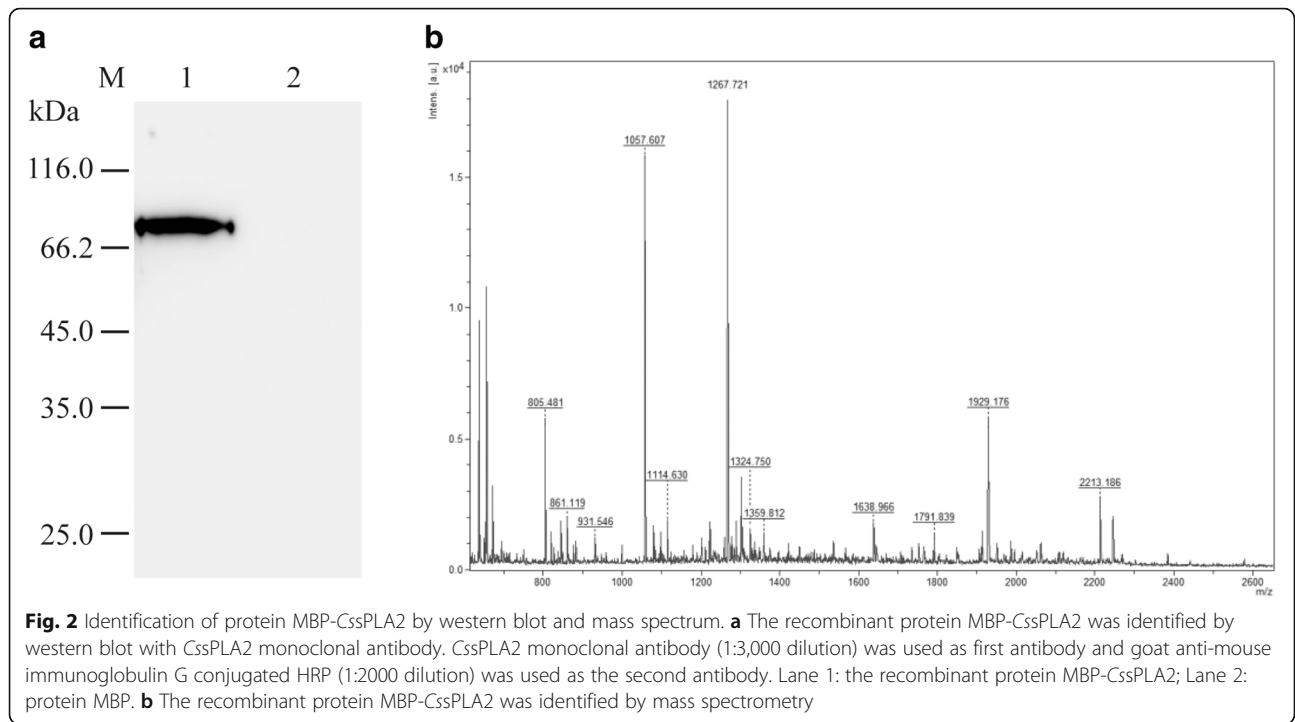 a
M 1 2
kDa
116.0
66.2
45.0
35.0
25.0
b
Intens. [a.u.]
x10⁴
1.5
1.0
0.5
0.0
1267.721
1057.607
805.481
1929.176
1324.750
1114.630
2213.186
861.119
1359.812
1638.966
931.546
1791.839
800 1000 1200 1400 1600 1800 2000 2200 2400 2600
m/z
Fig. 2 Identification of protein MBP-CssPLA2 by western blot and mass spectrum. a The recombinant protein MBP-CssPLA2 was identified by
western blot with CssPLA2 monoclonal antibody. CssPLA2 monoclonal antibody (1:3,000 dilution) was used as first antibody and goat anti-mouse
immunoglobulin G conjugated HRP (1:2000 dilution) was used as the second antibody. Lane 1: the recombinant protein MBP-CssPLA2; Lane 2:
protein MBP. b The recombinant protein MBP-CssPLA2 was identified by mass spectrometry